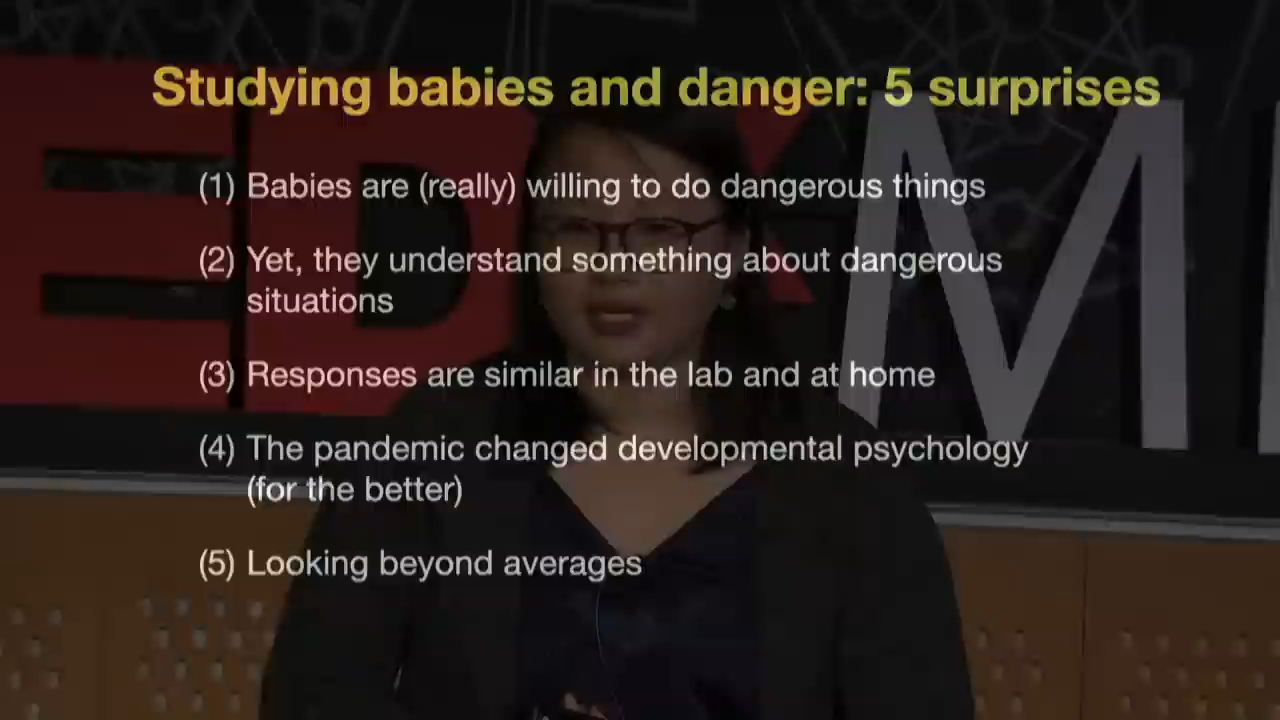 Studying babies and danger: 5 surprises
(1) Babies are (really) willing to do dangerous things
(2) Yet, they understand something about dangerous
situations
(3) Responses are similar in the lab and at home
(4) The pandemic changed developmental psychology
(for the better)
(5) Looking beyond averages
EDxMI